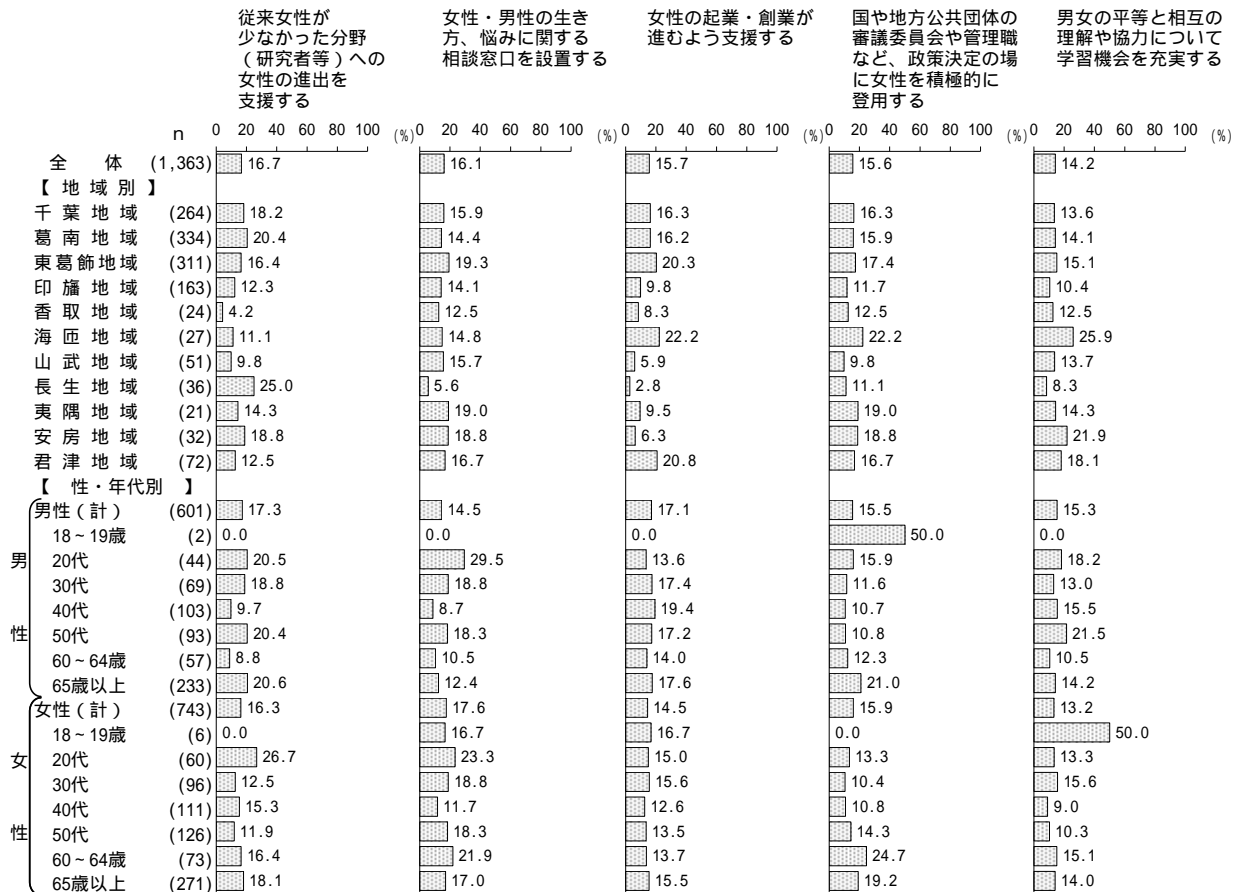 従来女性が
少なかった分野
(研究者等)への
女性の進出を
支援する
女性・男性の生き
方、悩みに関する
相談窓口を設置する
女性の起業・創業が
進むよう支援する
国や地方公共団体の
審議委員会や管理職
など、政策決定の場
に女性を積極的に
登用する
男女の平等と相互の
理解や協力について
学習機会を充実する
n 0 20 40 60 80 100 (%) 0 20 40 60 80 100 (%) 0 20 40 60 80 100 (%) 0 20 40 60 80 100 (%) 0 20 40 60 80 100 (%)
全 体 (1,363) 16.7 16.1 15.7 15.6 14.2
【 地 域 別 】
千 葉 地 域 (264) 18.2 15.9 16.3 16.3 13.6
葛 南 地 域 (334) 20.4 14.4 16.2 15.9 14.1
東葛飾地域 (311) 16.4 19.3 20.3 17.4 15.1
印 旛 地 域 (163) 12.3 14.1 9.8 11.7 10.4
香 取 地 域 (24) 4.2 12.5 8.3 12.5 12.5
海 匝 地 域 (27) 11.1 14.8 22.2 22.2 25.9
山 武 地 域 (51) 9.8 15.7 5.9 9.8 13.7
長 生 地 域 (36) 25.0 5.6 2.8 11.1 8.3
夷 隅 地 域 (21) 14.3 19.0 9.5 19.0 14.3
安 房 地 域 (32) 18.8 18.8 6.3 18.8 21.9
君 津 地 域 (72) 12.5 16.7 20.8 16.7 18.1
【 性・年代別 】
男性(計) (601) 17.3 14.5 17.1 15.5 15.3
18~19歳 (2) 0.0 0.0 0.0 50.0 0.0
男 20代 (44) 20.5 29.5 13.6 15.9 18.2
30代 (69) 18.8 18.8 17.4 11.6 13.0
40代 (103) 9.7 8.7 19.4 10.7 15.5
性 50代 (93) 20.4 18.3 17.2 10.8 21.5
60~64歳 (57) 8.8 10.5 14.0 12.3 10.5
65歳以上 (233) 20.6 12.4 17.6 21.0 14.2
女性(計) (743) 16.3 17.6 14.5 15.9 13.2
18~19歳 (6) 0.0 16.7 16.7 0.0 50.0
女 20代 (60) 26.7 23.3 15.0 13.3 13.3
30代 (96) 12.5 18.8 15.6 10.4 15.6
40代 (111) 15.3 11.7 12.6 10.8 9.0
性 50代 (126) 11.9 18.3 13.5 14.3 10.3
60~64歳 (73) 16.4 21.9 13.7 24.7 15.1
65歳以上 (271) 18.1 17.0 15.5 19.2 14.0